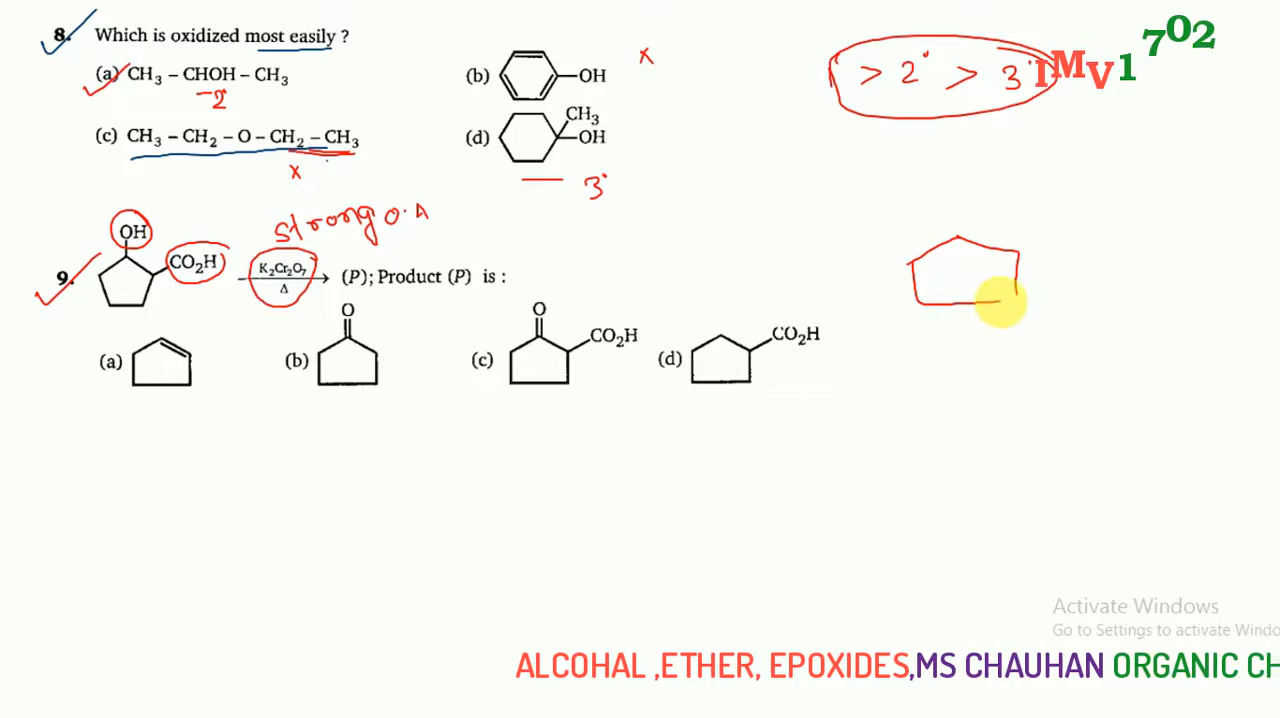 8. Which is oxidized most easily ?
(a) CH₃ – CHOH – CH₃
2
(b) –OH x
> 2° > 3°
IMV1702
(c) CH₃ – CH₂ – O – CH₂ – CH₃
x
(d) CH₃
OH
3°
strong O.A
9. OH
CO₂H
K₂Cr₂O₇
Δ
(P); Product (P) is :
(a)
(b) O
(c) O
CO₂H
(d) CO₂H
Activate Windows
Go to Settings to activate Windo
ALCOHAL ,ETHER, EPOXIDES,MS CHAUHAN ORGANIC CH